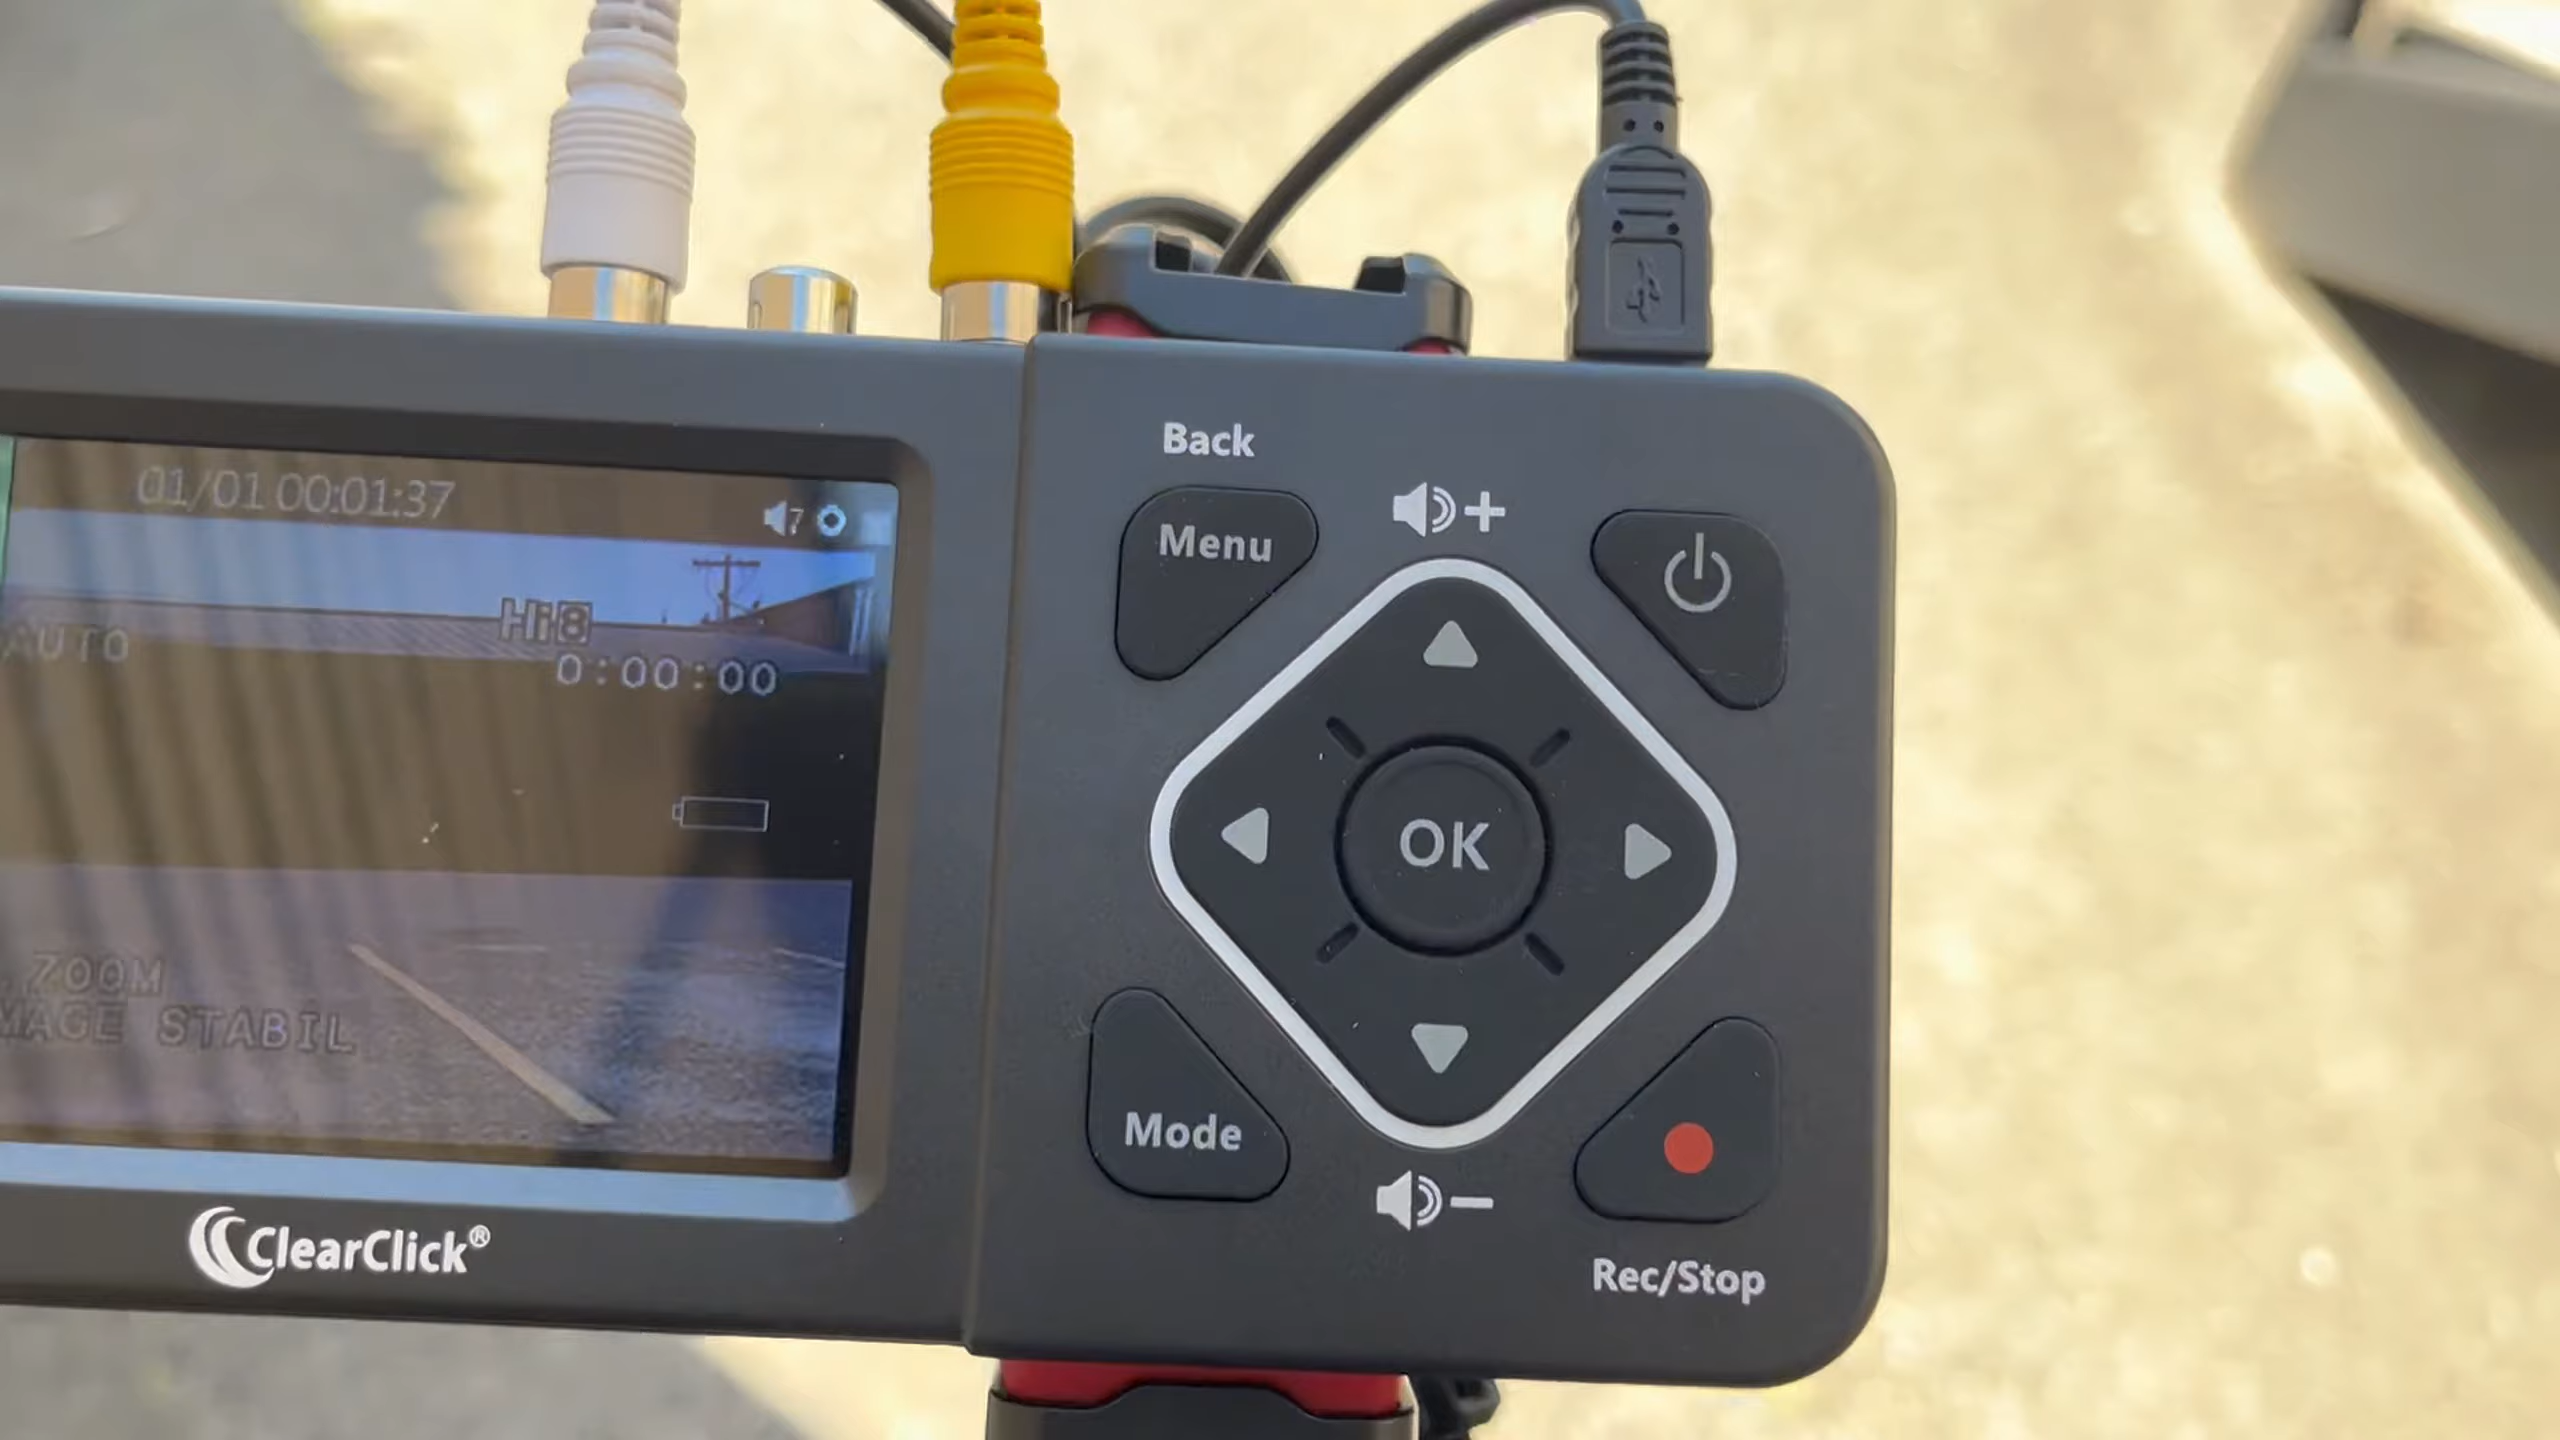 Back
Menu
01/01 00:01:37
7
Hi8
AUTO
0:00:00
OK
ZOOM
MAGE STABIL
Mode
ClearClick®
Rec/Stop